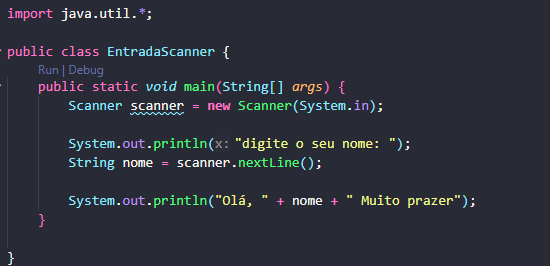 import java.util.*;
public class EntradaScanner {
Run | Debug
public static void main(String[] args) {
Scanner scanner = new Scanner(System.in);
System.out.println(x: "digite o seu nome: ");
String nome = scanner.nextLine();
System.out.println("Olá, " + nome + " Muito prazer");
}
}